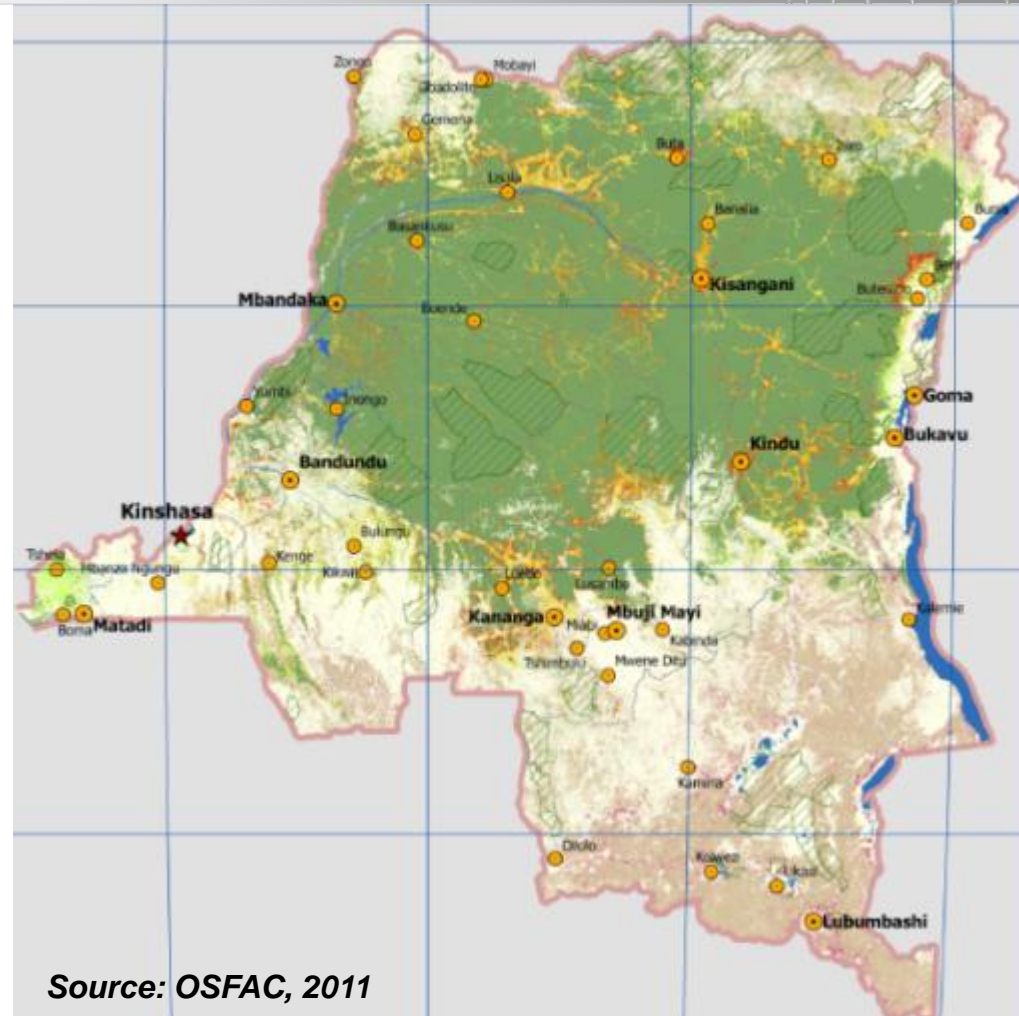 Zongo
Mobayi
Gbadolite
Gemena
Buta
Isiro
Lisala
Banalia
Bunia
Basankusu
Beni
Kisangani
Butembo
Mbandaka
Boende
Goma
Yumbi
Inongo
Bukavu
Bandundu
Kindu
Kinshasa
Bulungu
Tshela
Kenge
Mbanza Ngungu
Kikwit
Luebo
Lusambo
Kananga
Mbuji Mayi
Kalemie
Boma
Matadi
Miabi
Kabinda
Tshimbulu
Mwene Ditu
Kamina
Dilolo
Kolwezi
Likasi
Lubumbashi
Source: OSFAC, 2011